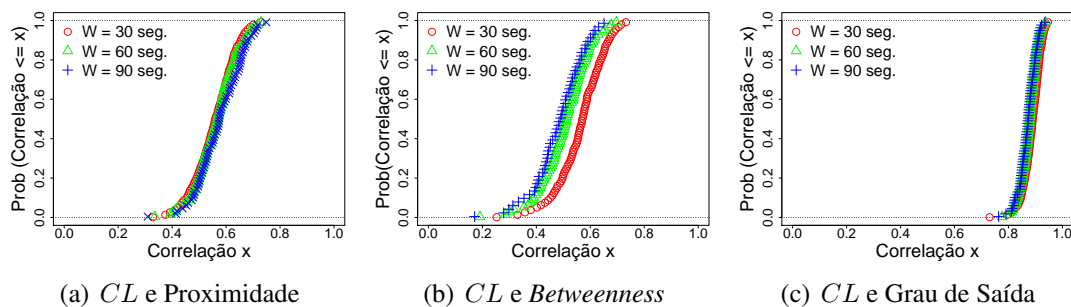 Prob (Correlação <= x)
0.0 0.2 0.4 0.6 0.8 1.0
W = 30 seg.
W = 60 seg.
W = 90 seg.
0.0 0.2 0.4 0.6 0.8 1.0
Correlação x
(a) CL e Proximidade
Prob(Correlação <= x)
0.0 0.2 0.4 0.6 0.8 1.0
W = 30 seg.
W = 60 seg.
W = 90 seg.
0.0 0.2 0.4 0.6 0.8 1.0
Correlação x
(b) CL e Betweenness
Prob (Correlação <= x)
0.0 0.2 0.4 0.6 0.8 1.0
W = 30 seg.
W = 60 seg.
W = 90 seg.
0.0 0.2 0.4 0.6 0.8 1.0
Correlação x
(c) CL e Grau de Saída